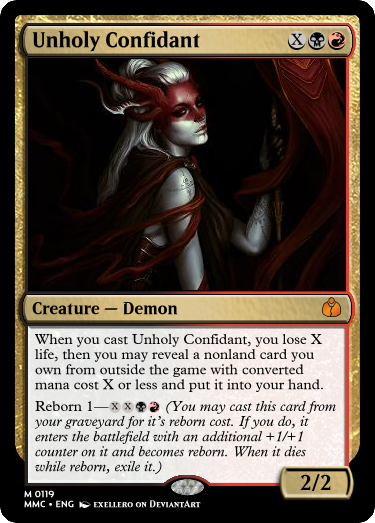 Unholy Confidant X
Creature — Demon
When you cast Unholy Confidant, you lose X
life, then you may reveal a nonland card you
own from outside the game with converted
mana cost X or less and put it into your hand.
Reborn 1—X X (You may cast this card from
your graveyard for it's reborn cost. If you do, it
enters the battlefield with an additional +1/+1
counter on it and becomes reborn. When it dies
while reborn, exile it.)
2/2
M 0119
MMC • ENG EXELLERO ON DEVIANTART